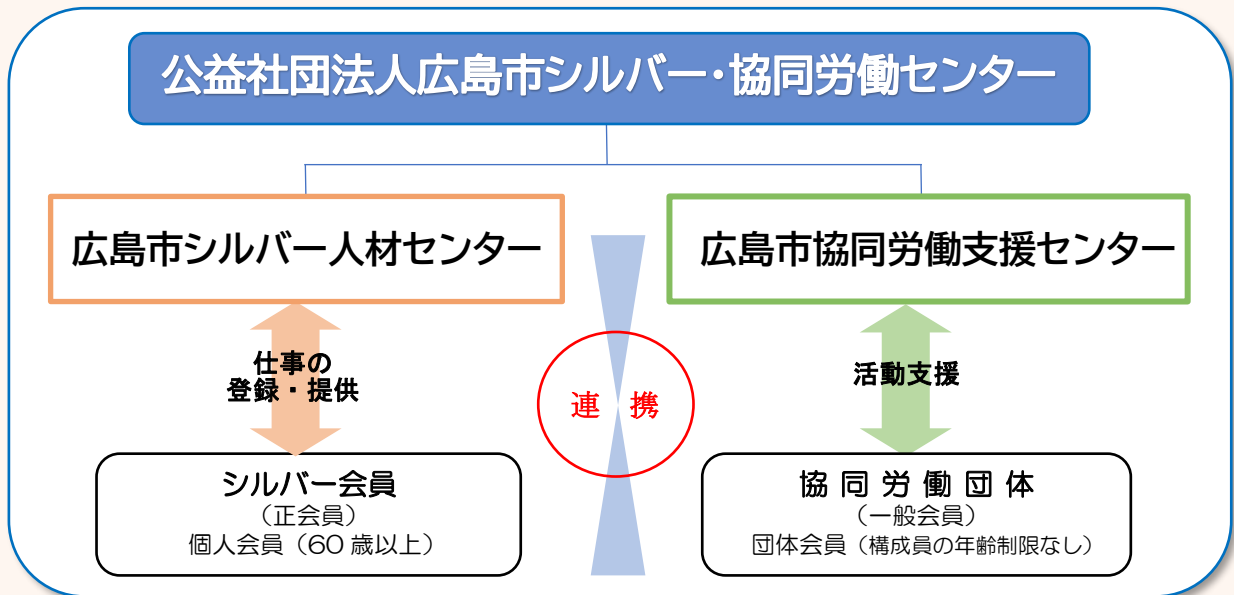 公益社団法人広島市シルバー・協同労働センター
広島市シルバー人材センター
広島市協同労働支援センター
仕事の
登録・提供
連携
活動支援
シルバー会員
（正会員）
個人会員（60歳以上）
協同労働団体
（一般会員）
団体会員（構成員の年齢制限なし）